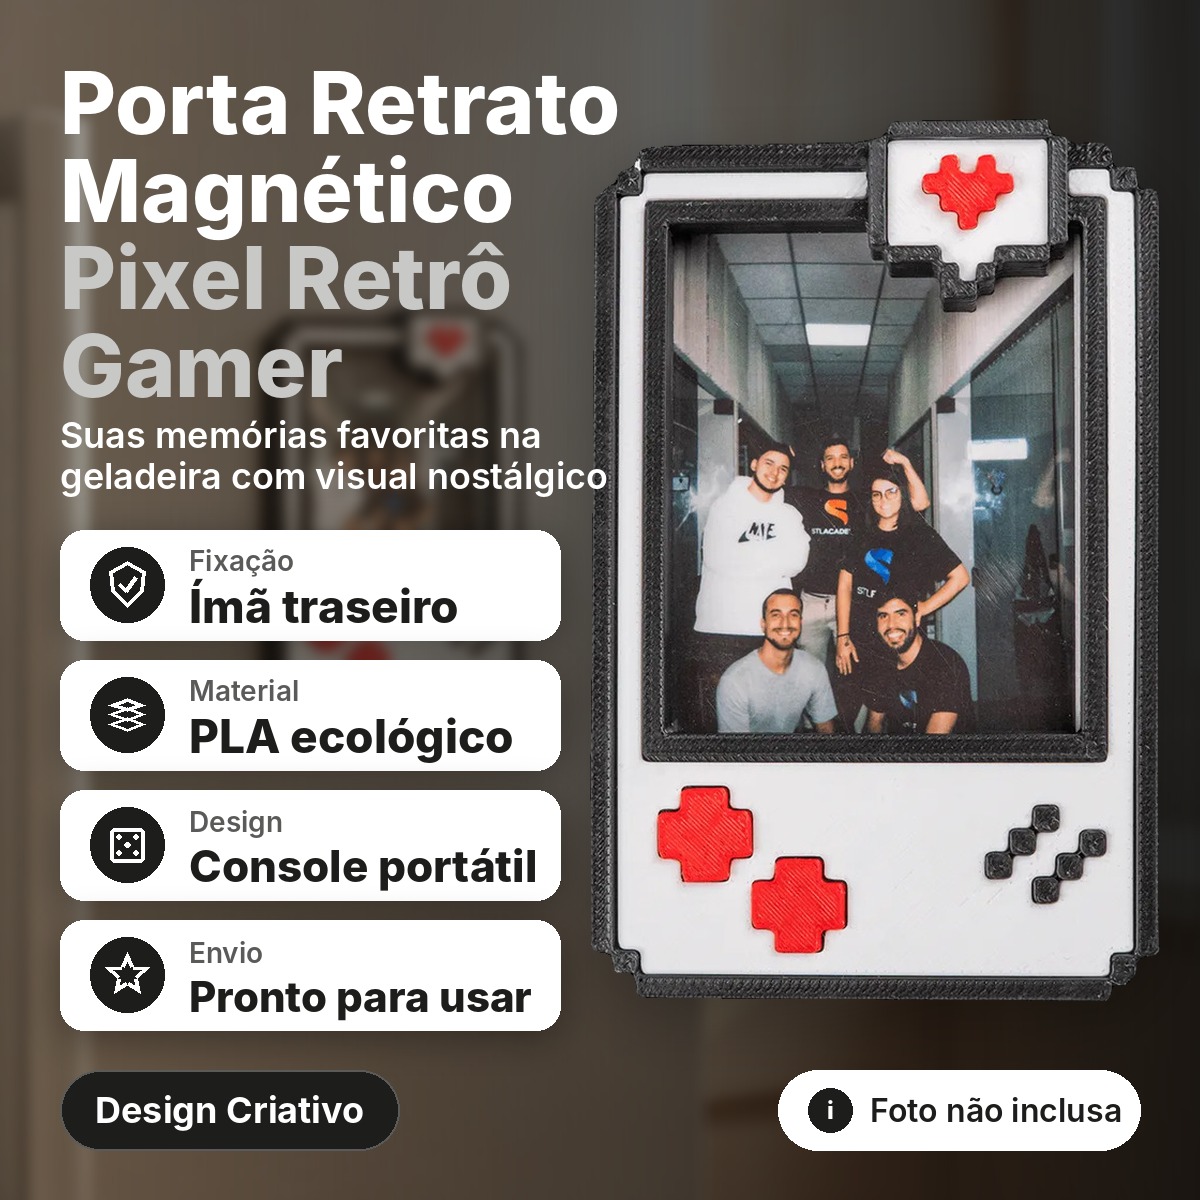 Porta Retrato
Magnético
Pixel Retrô
Gamer
Suas memórias favoritas na
geladeira com visual nostálgico
Fixação
Ímã traseiro
Material
PLA ecológico
Design
Console portátil
Envio
Pronto para usar
Design Criativo
i Foto não inclusa